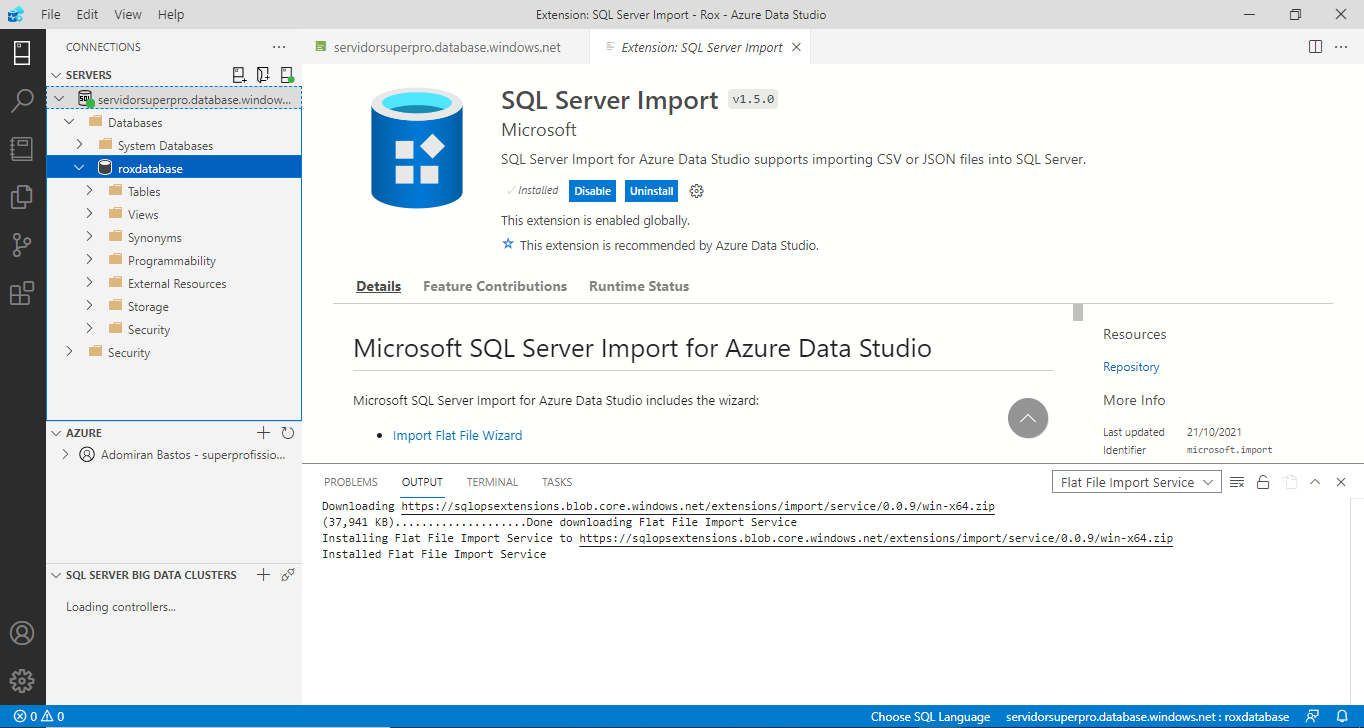 File Edit View Help
Extension: SQL Server Import - Rox - Azure Data Studio
CONNECTIONS
SERVERS
servidorsuperpro.database.window...
Databases
System Databases
roxdatabase
Tables
Views
Synonyms
Programmability
External Resources
Storage
Security
Security
AZURE
Adomiran Bastos - superprofissio...
SQL SERVER BIG DATA CLUSTERS
Loading controllers...
servidorsuperpro.database.windows.net
Extension: SQL Server Import
SQL Server Import v1.5.0
Microsoft
SQL Server Import for Azure Data Studio supports importing CSV or JSON files into SQL Server.
Installed Disable Uninstall
This extension is enabled globally.
This extension is recommended by Azure Data Studio.
Details Feature Contributions Runtime Status
Microsoft SQL Server Import for Azure Data Studio
Microsoft SQL Server Import for Azure Data Studio includes the wizard:
• Import Flat File Wizard
Resources
Repository
More Info
Last updated 21/10/2021
Identifier microsoft.import
PROBLEMS OUTPUT TERMINAL TASKS
Flat File Import Service
Downloading https://sqlopsextensions.blob.core.windows.net/extensions/import/service/0.0.9/win-x64.zip
(37,941 KB)....................Done downloading Flat File Import Service
Installing Flat File Import Service to https://sqlopsextensions.blob.core.windows.net/extensions/import/service/0.0.9/win-x64.zip
Installed Flat File Import Service
0 0
Choose SQL Language
servidorsuperpro.database.windows.net : roxdatabase